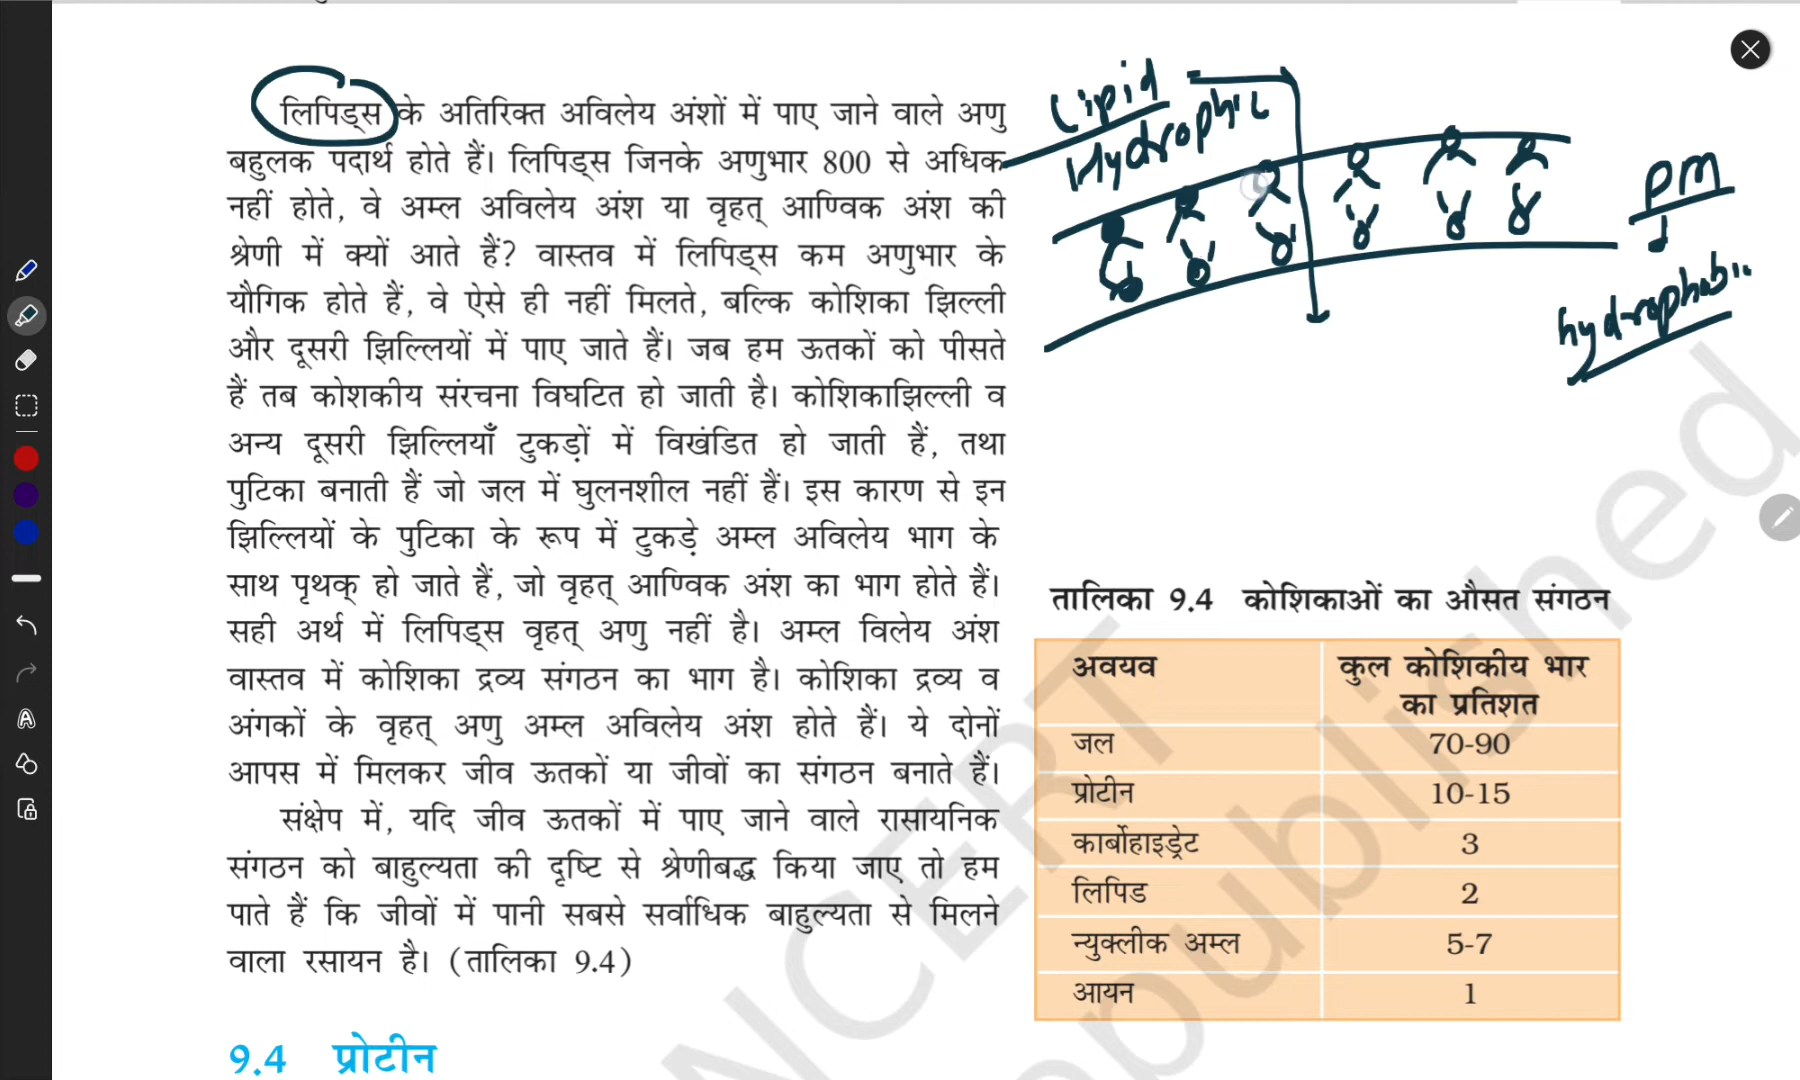 लिपिड्स के अतिरिक्त अविलेय अंशों में पाए जाने वाले अणु
बहुलक पदार्थ होते हैं। लिपिड्स जिनके अणुभार 800 से अधिक
नहीं होते, वे अम्ल अविलेय अंश या वृहत् आण्विक अंश की
श्रेणी में क्यों आते हैं? वास्तव में लिपिड्स कम अणुभार के
यौगिक होते हैं, वे ऐसे ही नहीं मिलते, बल्कि कोशिका झिल्ली
और दूसरी झिल्लियों में पाए जाते हैं। जब हम ऊतकों को पीसते
हैं तब कोशकीय संरचना विघटित हो जाती है। कोशिकाझिल्ली व
अन्य दूसरी झिल्लियाँ टुकड़ों में विखंडित हो जाती हैं, तथा
पुटिका बनाती हैं जो जल में घुलनशील नहीं हैं। इस कारण से इन
झिल्लियों के पुटिका के रूप में टुकड़े अम्ल अविलेय भाग के
साथ पृथक् हो जाते हैं, जो वृहत् आण्विक अंश का भाग होते हैं।
सही अर्थ में लिपिड्स वृहत् अणु नहीं है। अम्ल विलेय अंश
वास्तव में कोशिका द्रव्य संगठन का भाग है। कोशिका द्रव्य व
अंगकों के वृहत् अणु अम्ल अविलेय अंश होते हैं। ये दोनों
आपस में मिलकर जीव ऊतकों या जीवों का संगठन बनाते हैं।
संक्षेप में, यदि जीव ऊतकों में पाए जाने वाले रासायनिक
संगठन को बाहुल्यता की दृष्टि से श्रेणीबद्ध किया जाए तो हम
पाते हैं कि जीवों में पानी सबसे सर्वाधिक बाहुल्यता से मिलने
वाला रसायन है। (तालिका 9.4)
9.4 प्रोटीन
Lipid
Hydrophic
PM
hydrophobic
तालिका 9.4 कोशिकाओं का औसत संगठन
अवयव कुल कोशिकीय भार
का प्रतिशत
जल 70-90
प्रोटीन 10-15
कार्बोहाइड्रेट 3
लिपिड 2
न्युक्लीक अम्ल 5-7
आयन 1